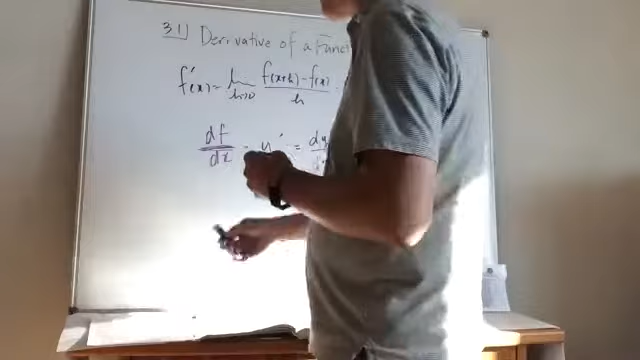 3.1 Derivative of a Funct
f'(x) = lim h→0 f(x+h) - f(x) / h
df/dx = y' = dy